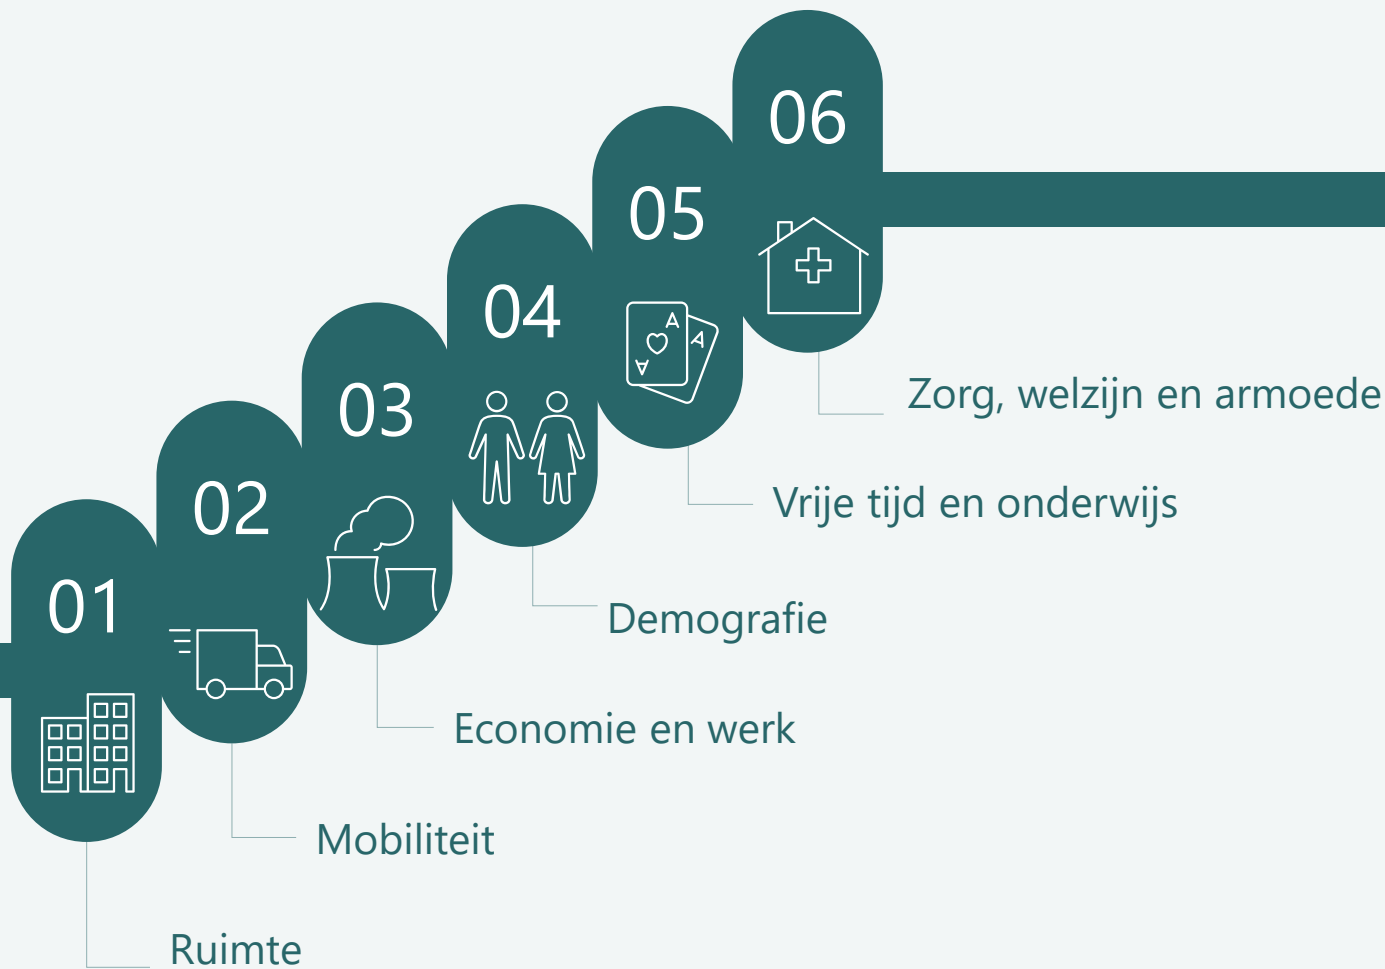 06
05
04
03
02
01
A
A
A
Zorg, welzijn en armoede
Vrije tijd en onderwijs
Demografie
Economie en werk
Mobiliteit
Ruimte